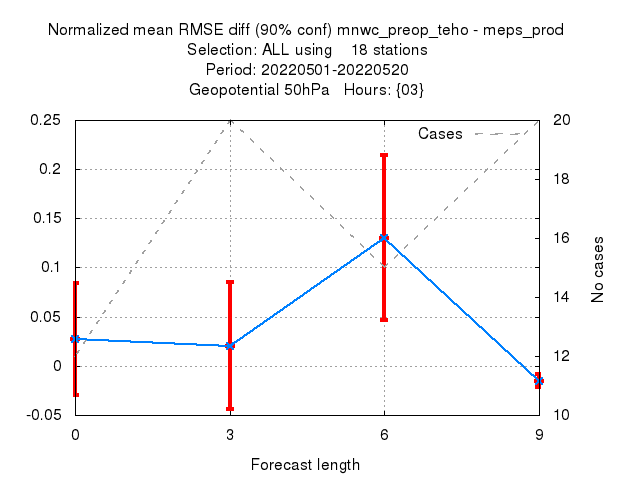 Normalized mean RMSE diff (90% conf) mnwc_preop_teho - meps_prod
Selection: ALL using 18 stations
Period: 20220501-20220520
Geopotential 50hPa Hours: {03}
Cases
0.25
0.2
0.15
0.1
0.05
0
-0.05
20
18
16
14
12
10
No cases
0 3 6 9
Forecast length